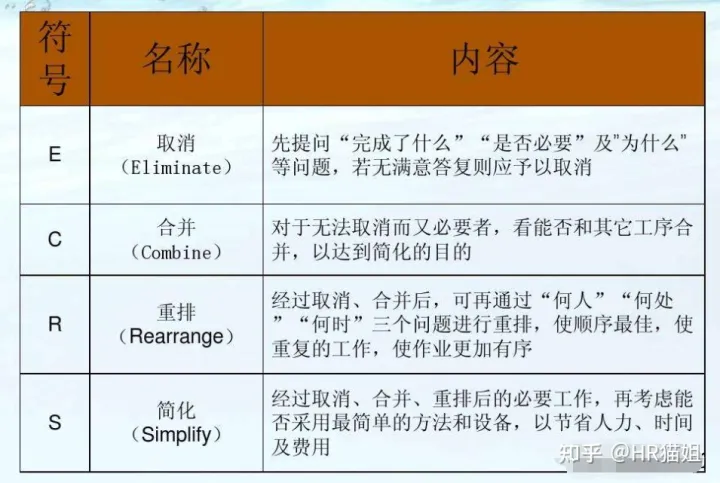 符号 名称 内容
E
取消
(Eliminate)
先提问“完成了什么”“是否必要”及"为什么"
等问题，若无满意答复则应予以取消
C
合并
(Combine)
对于无法取消而又必要者，看能否和其它工序合
并，以达到简化的目的
R
重排
(Rearrange)
经过取消、合并后，可再通过“何人”“何处
”“何时”三个问题进行重排，使顺序最佳，使
重复的工作，使作业更加有序
S
简化
(Simplify)
经过取消、合并、重排后的必要工作，再考虑能
否采用最简单的方法和设备，以节省人力、时间
及费用
知乎 @HR猫姐